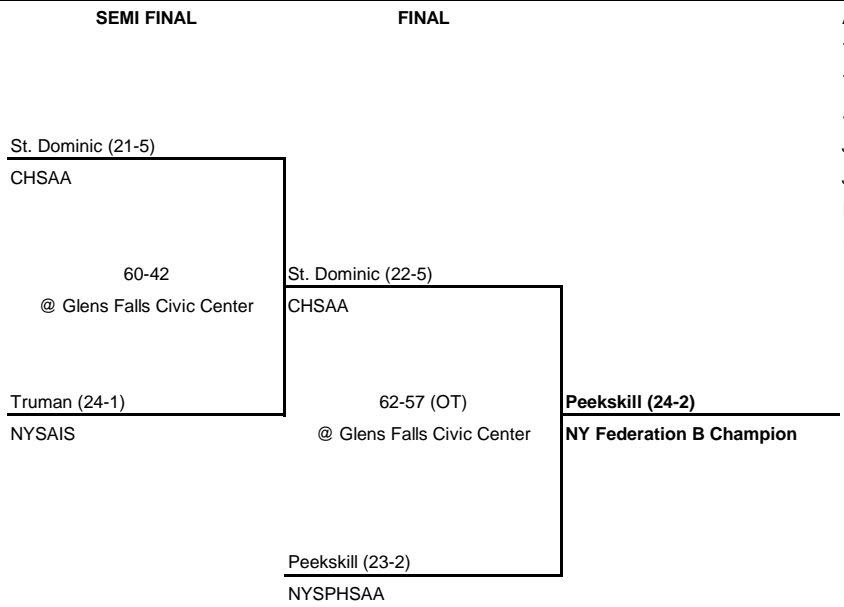 SEMI FINAL
FINAL
St. Dominic (21-5)
CHSAA
60-42
St. Dominic (22-5)
@ Glens Falls Civic Center
CHSAA
Truman (24-1)
62-57 (OT)
Peekskill (24-2)
NYSAIS
@ Glens Falls Civic Center
NY Federation B Champion
Peekskill (23-2)
NYSPHSAA